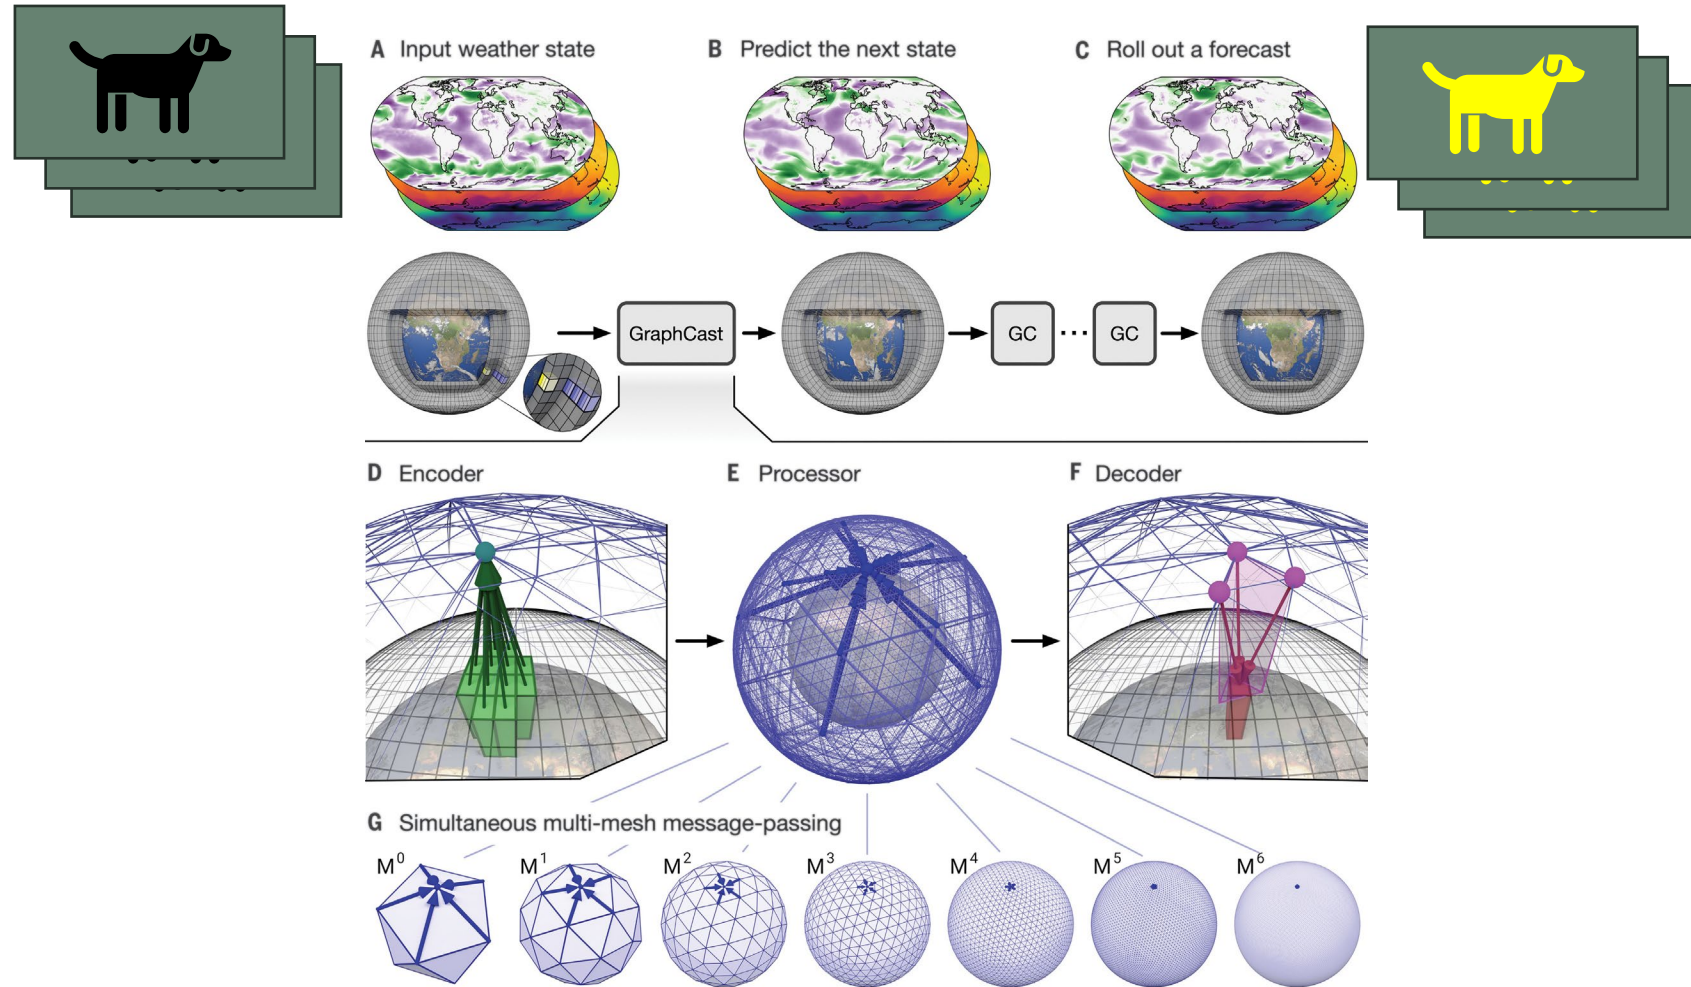 A Input weather state
B Predict the next state
C Roll out a forecast
GraphCast
GC
...
GC
D Encoder
E Processor
F Decoder
G Simultaneous multi-mesh message-passing
M⁰
M¹
M²
M³
M⁴
M⁵
M⁶